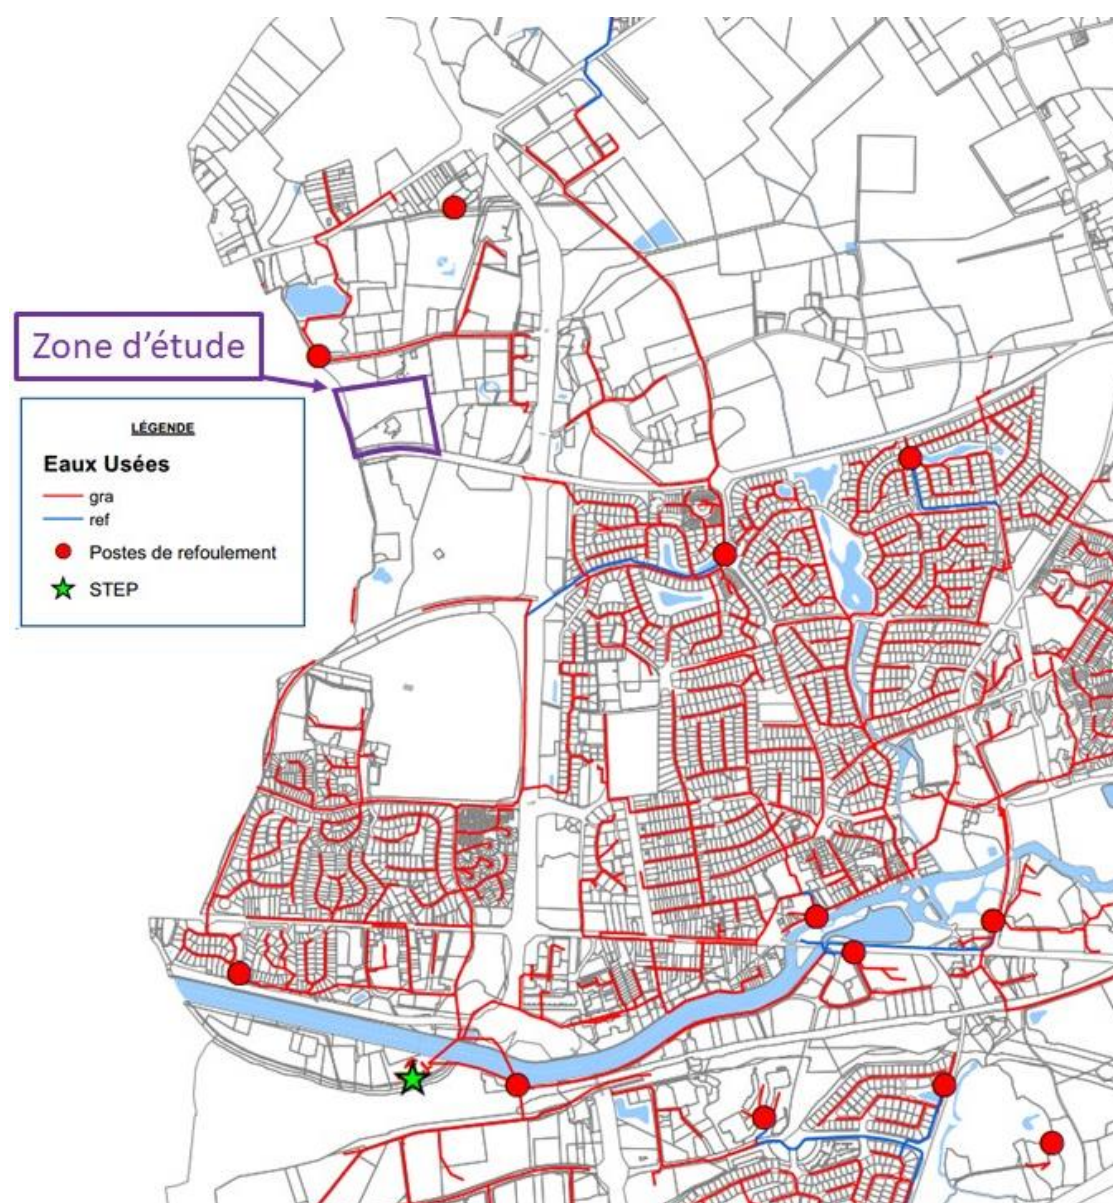 Zone d'étude
LÉGENDE
Eaux Usées
gra
ref
Postes de refoulement
STEP